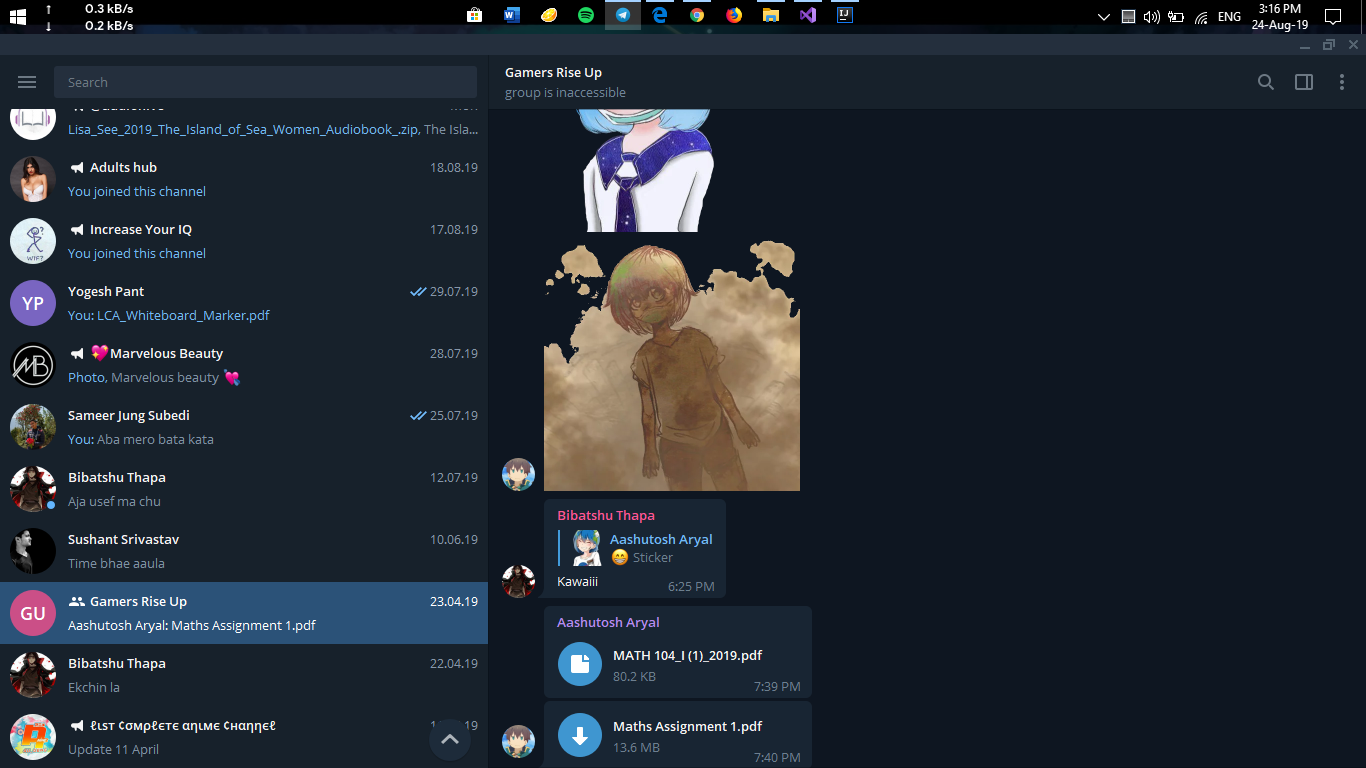 0.3 kB/s
0.2 kB/s
ENG
3:16 PM
24-Aug-19
Search
Lisa_See_2019_The_Island_of_Sea_Women_Audiobook_.zip, The Isla...
Adults hub
18.08.19
You joined this channel
WTF?
Increase Your IQ
17.08.19
You joined this channel
YP
Yogesh Pant
29.07.19
You: LCA_Whiteboard_Marker.pdf
MB
💖Marvelous Beauty
28.07.19
Photo, Marvelous beauty 💘
Sameer Jung Subedi
25.07.19
You: Aba mero bata kata
Bibatshu Thapa
12.07.19
Aja usef ma chu
Sushant Srivastav
10.06.19
Time bhae aaula
GU
Gamers Rise Up
23.04.19
Aashutosh Aryal: Maths Assignment 1.pdf
Bibatshu Thapa
22.04.19
Ekchin la
ℓιѕт ¢σмρℓєтє αηιмє ¢нαηηєℓ
Update 11 April
Gamers Rise Up
group is inaccessible
Bibatshu Thapa
Aashutosh Aryal
😁 Sticker
Kawaiii
6:25 PM
Aashutosh Aryal
MATH 104_I (1)_2019.pdf
80.2 KB
7:39 PM
Maths Assignment 1.pdf
13.6 MB
7:40 PM